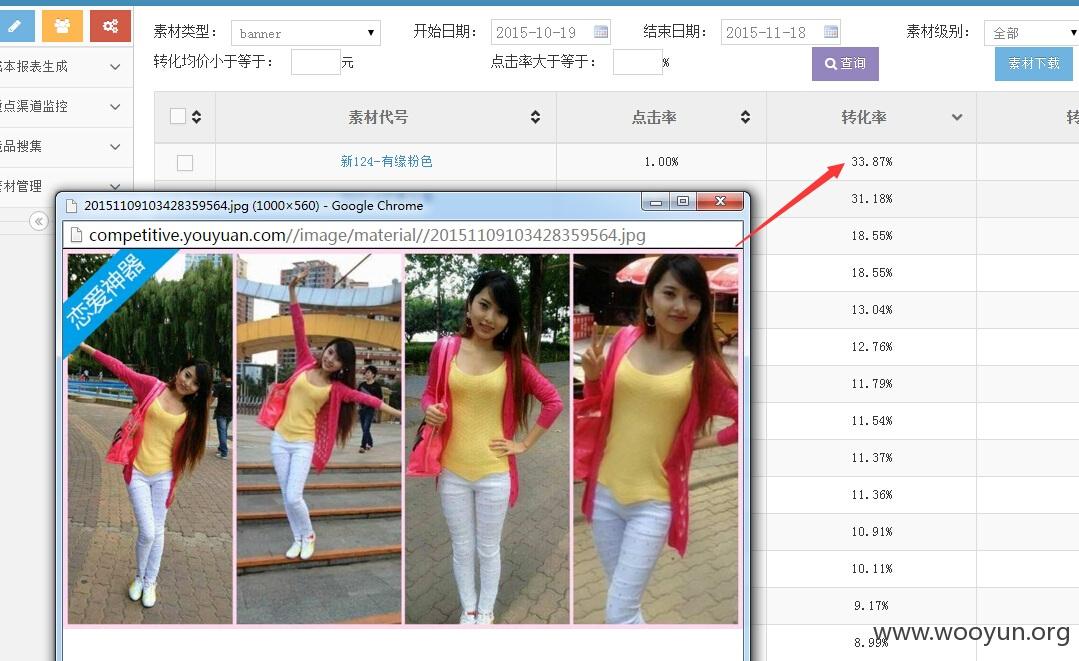 素材类型： banner 开始日期： 2015-10-19 结束日期： 2015-11-18 素材级别： 全部
转化均价小于等于： 元 点击率大于等于： % 查询 素材下载
本报表生成
点渠道监控
品搜集
材管理
素材代号 点击率 转化率 转
新124-有缘粉色 1.00% 33.87%
31.18%
18.55%
18.55%
13.04%
12.76%
11.79%
11.54%
11.37%
11.36%
10.91%
10.11%
9.17%
8.99%
20151109103428359564.jpg (1000×560) - Google Chrome
competitive.youyuan.com//image/material//20151109103428359564.jpg
恋爱神器
www.wooyun.org